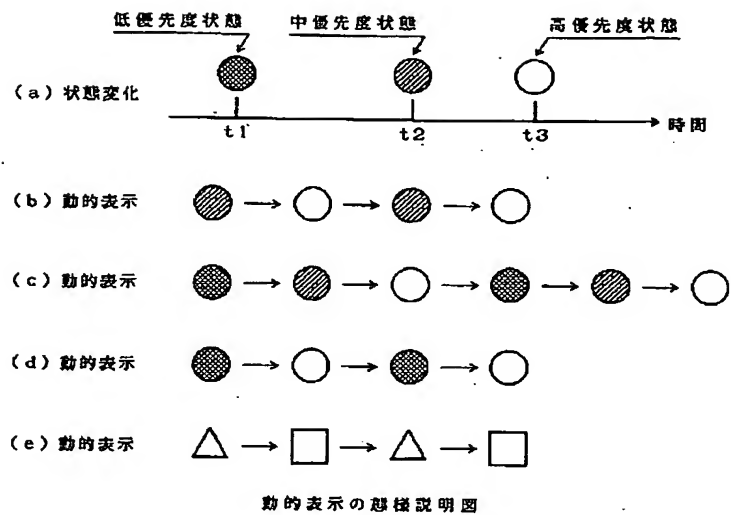 低優先度状態 中優先度状態 高優先度状態
(a)状態変化
t1 t2 t3 時間
(b)動的表示
(c)動的表示
(d)動的表示
(e)動的表示
動的表示の態様説明図